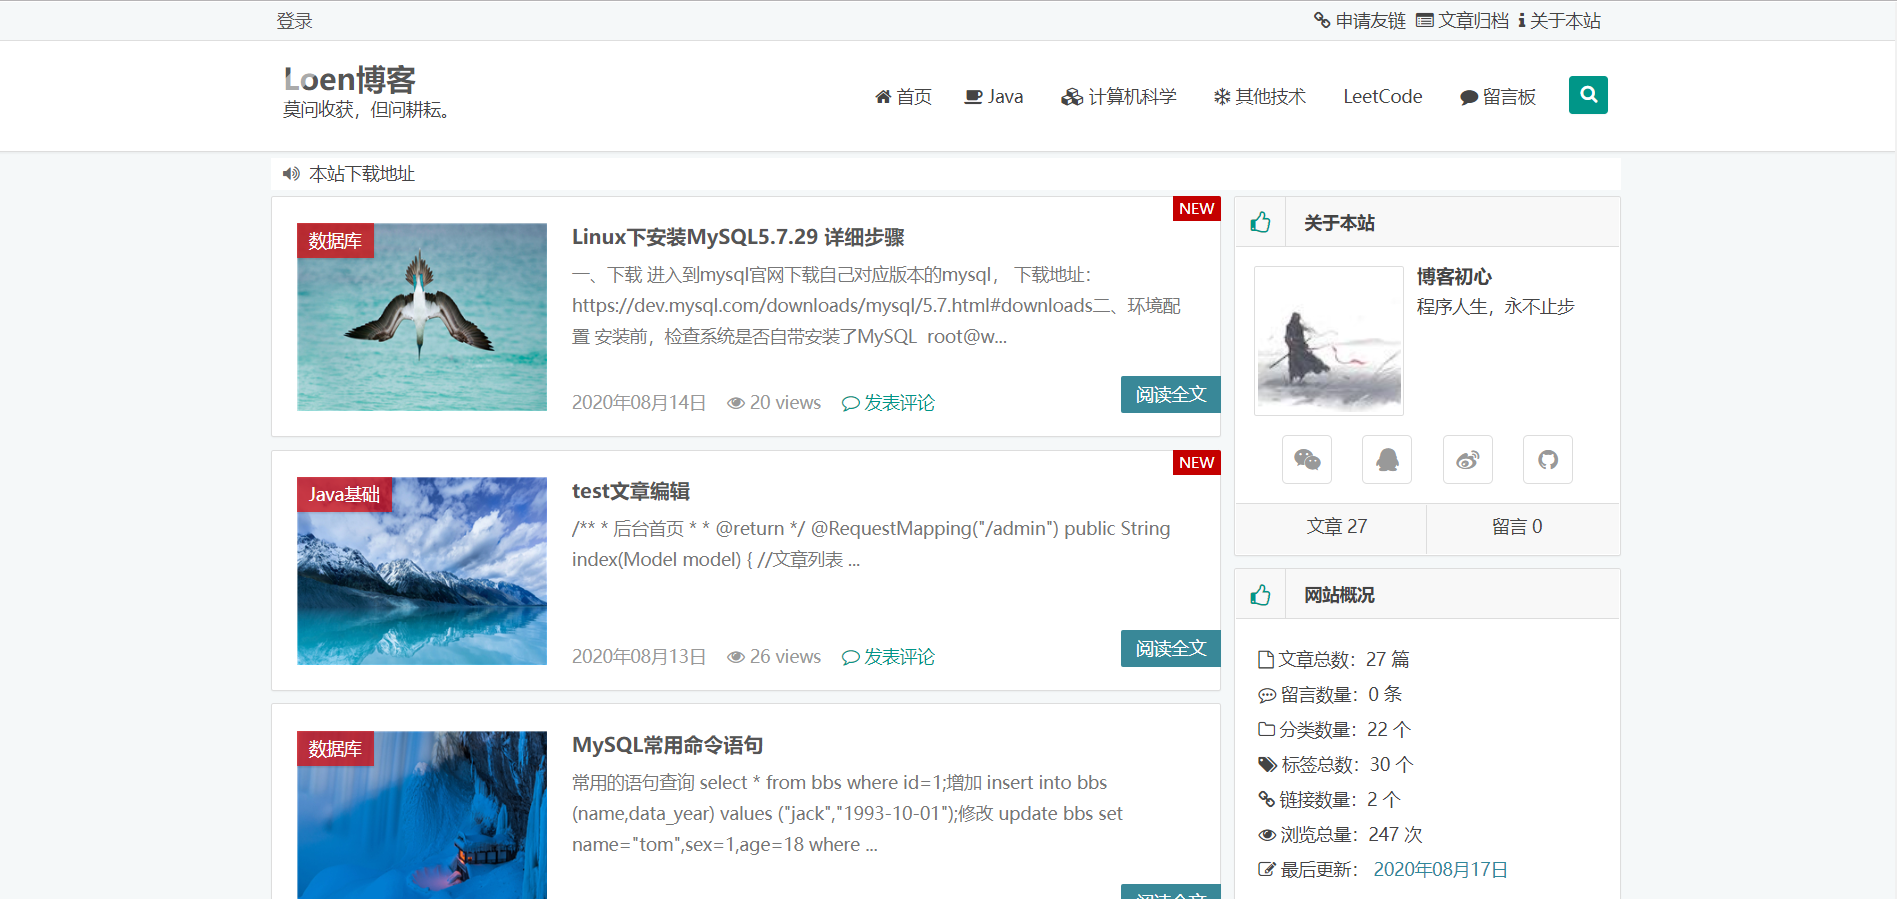 登录
申请友链 文章归档 关于本站
Loen博客
莫问收获，但问耕耘。
首页 Java 计算机科学 其他技术 LeetCode 留言板
本站下载地址
NEW
数据库
Linux下安装MySQL5.7.29 详细步骤
一、下载 进入到mysql官网下载自己对应版本的mysql， 下载地址：
https://dev.mysql.com/downloads/mysql/5.7.html#downloads二、环境配
置 安装前，检查系统是否自带安装了MySQL  root@w...
2020年08月14日 20 views 发表评论
阅读全文
NEW
Java基础
test文章编辑
/** * 后台首页 * * @return */ @RequestMapping("/admin") public String
index(Model model) { //文章列表 ...
2020年08月13日 26 views 发表评论
阅读全文
数据库
MySQL常用命令语句
常用的语句查询 select * from bbs where id=1;增加 insert into bbs
(name,data_year) values ("jack","1993-10-01");修改 update bbs set
name="tom",sex=1,age=18 where ...
阅读全文
关于本站
博客初心
程序人生，永不止步
文章 27 留言 0
网站概况
文章总数：27 篇
留言数量：0 条
分类数量：22 个
标签总数：30 个
链接数量：2 个
浏览总量：247 次
最后更新： 2020年08月17日